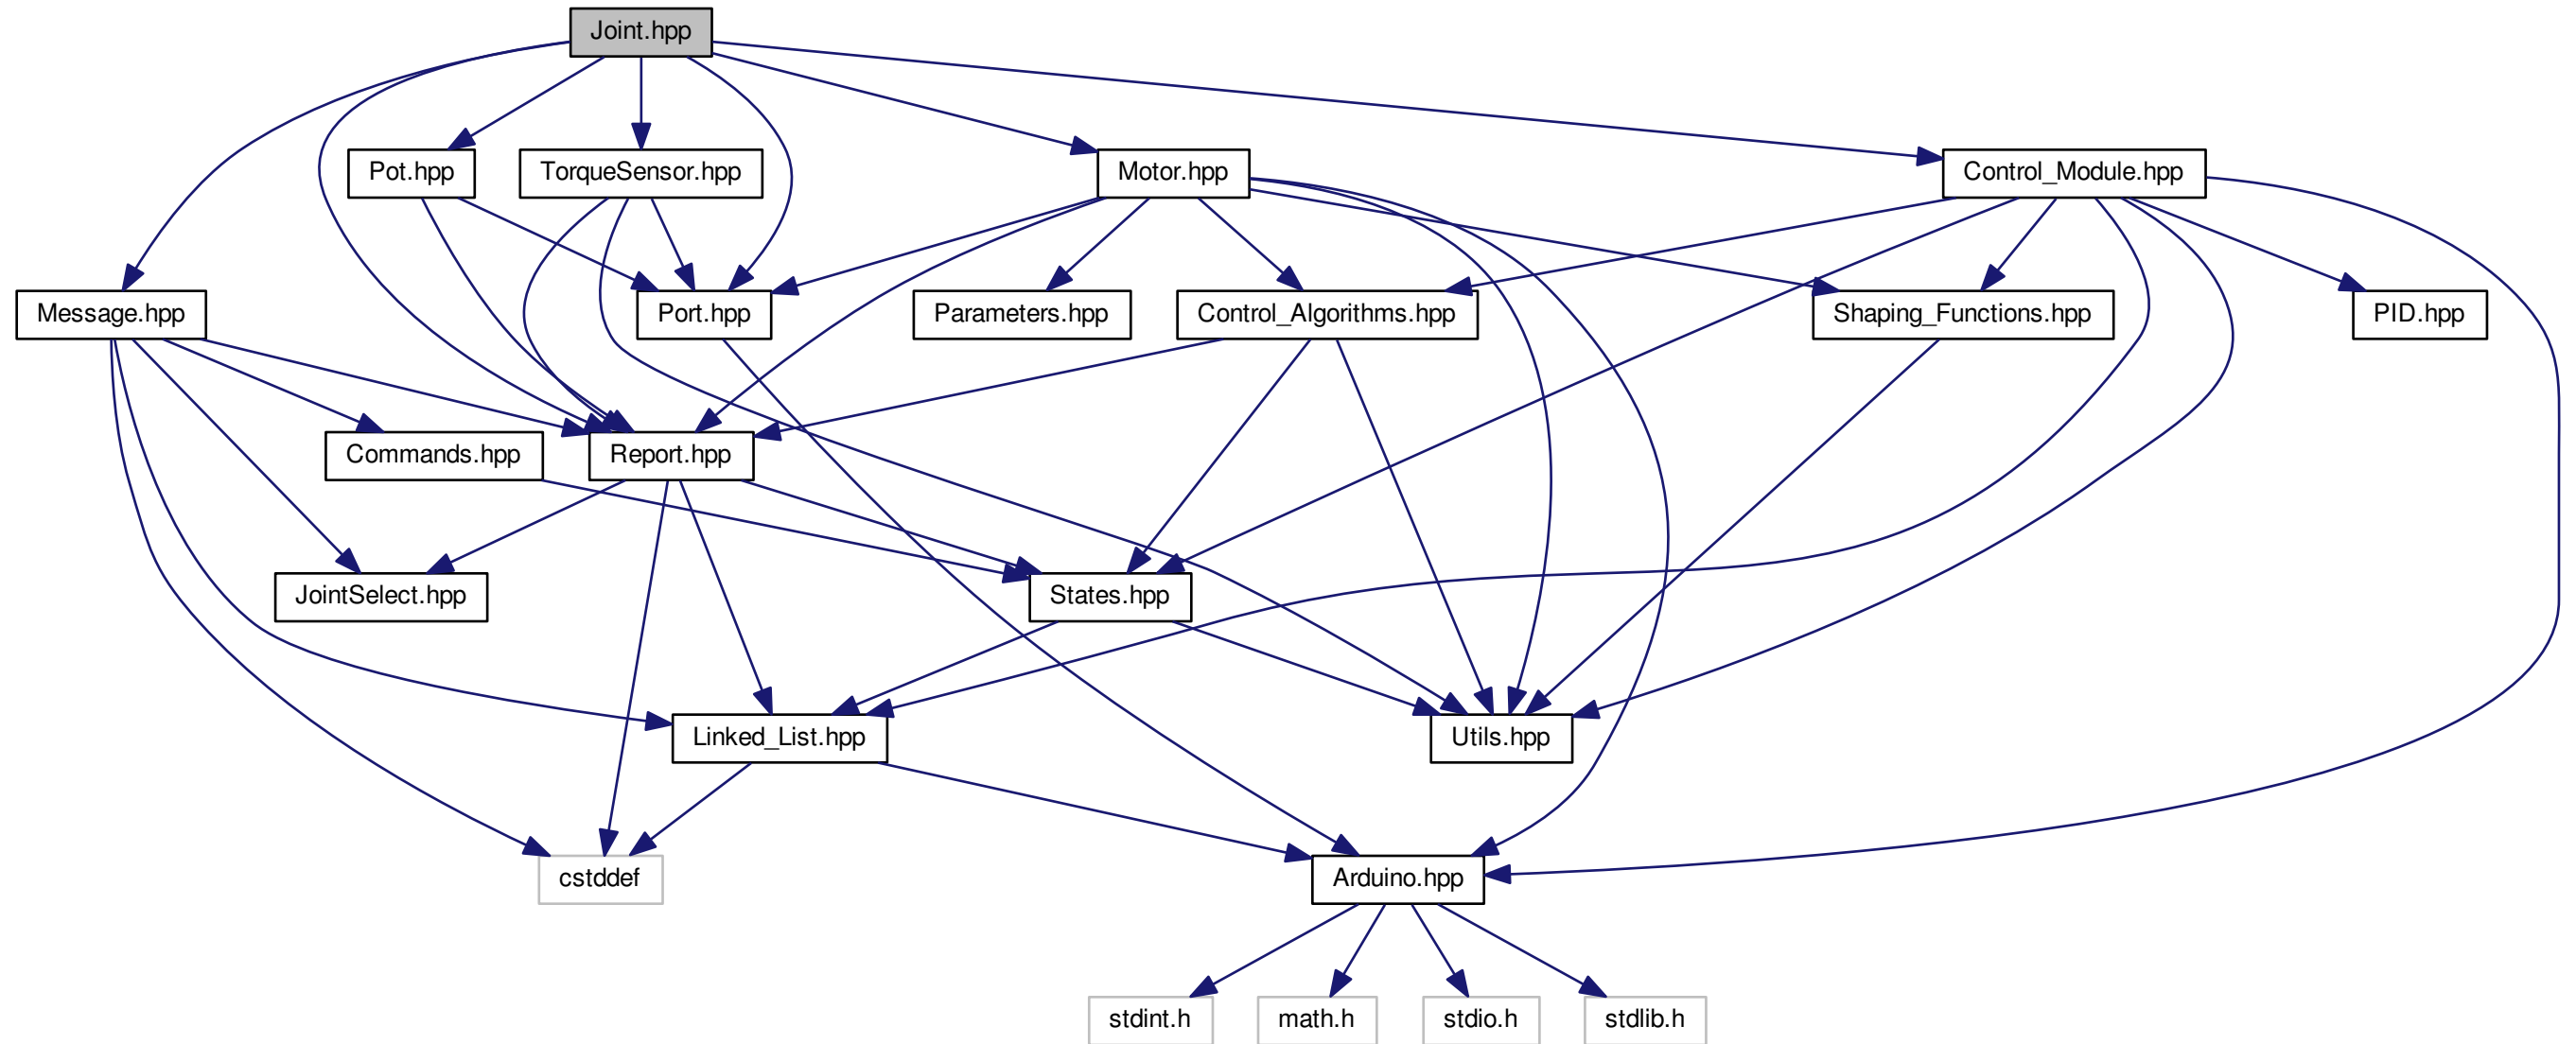 Joint.hpp
Pot.hpp
TorqueSensor.hpp
Motor.hpp
Control_Module.hpp
Message.hpp
Port.hpp
Parameters.hpp
Control_Algorithms.hpp
Shaping_Functions.hpp
PID.hpp
Commands.hpp
Report.hpp
JointSelect.hpp
States.hpp
Linked_List.hpp
Utils.hpp
cstddef
Arduino.hpp
stdint.h
math.h
stdio.h
stdlib.h